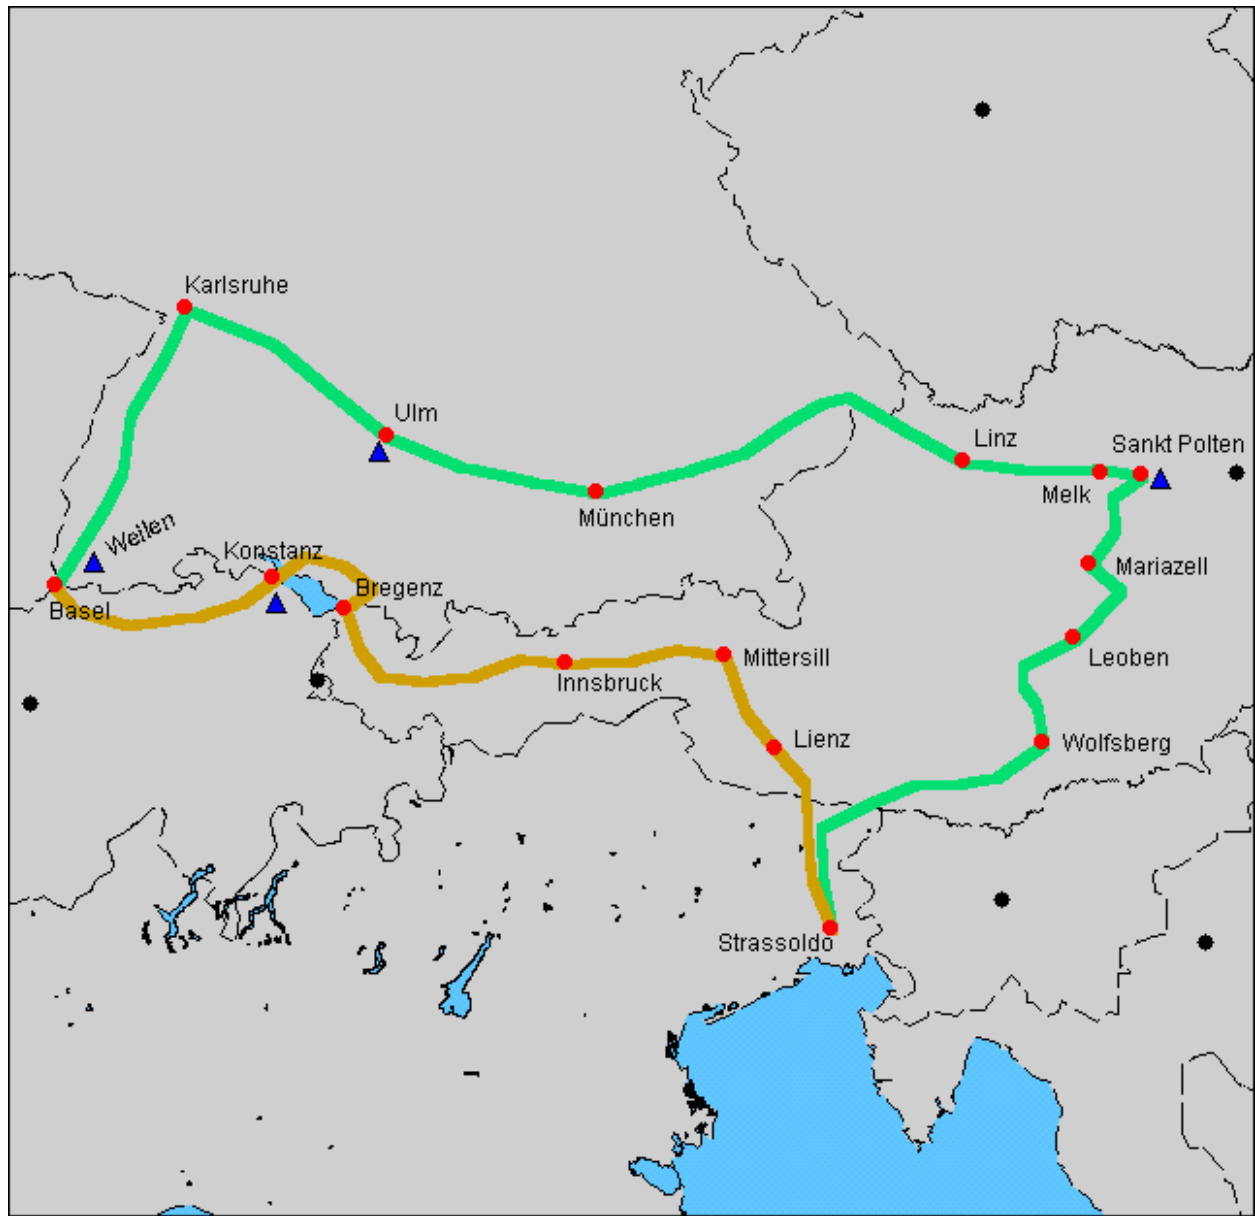 Karlsruhe
Ulm
Linz
Sankt Polten
Melk
München
Weilen
Konstanz
Mariazell
Bregenz
Basel
Mittersill
Leoben
Innsbruck
Lienz
Wolfsberg
Strassoldo